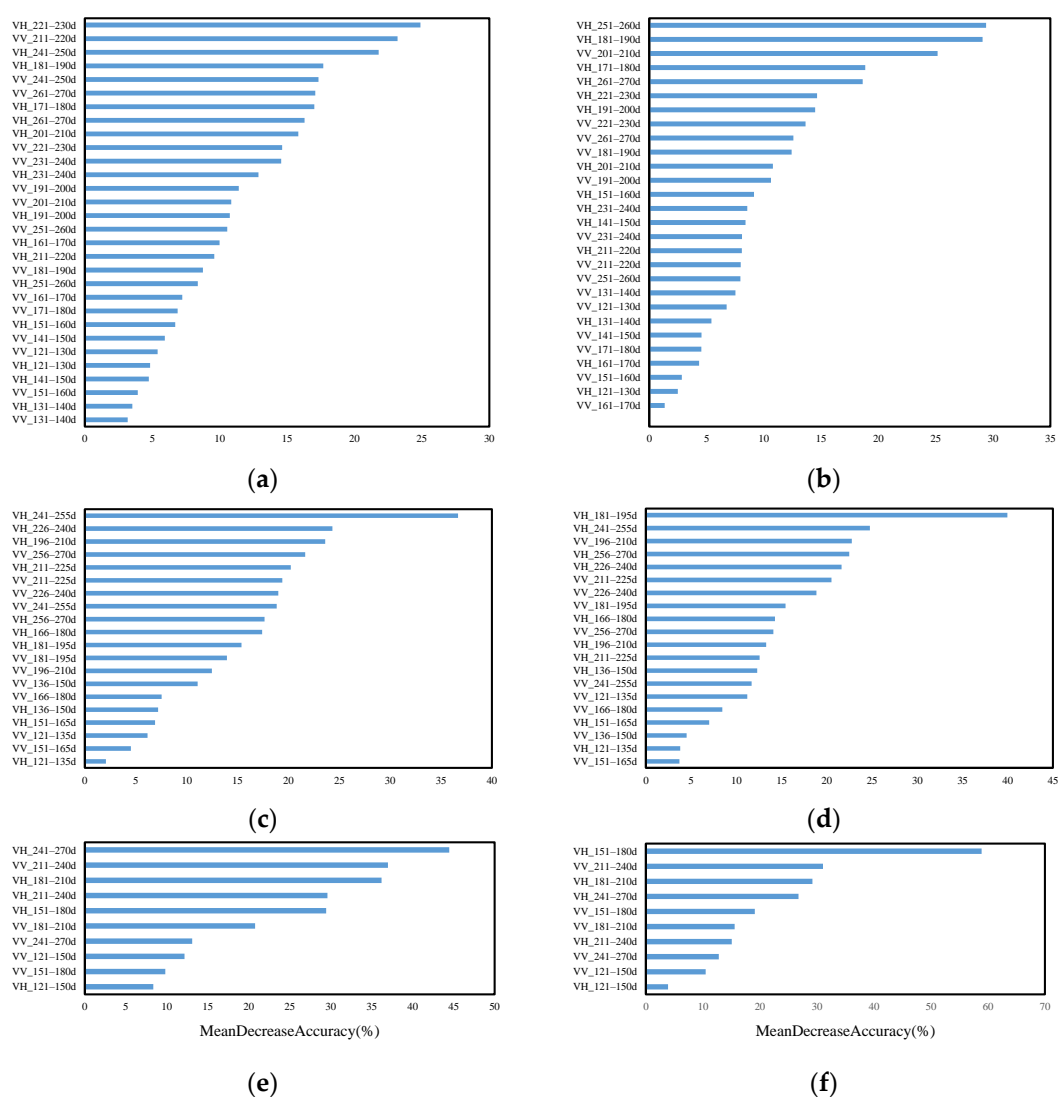 VH_221–230d
VV_211–220d
VH_241–250d
VH_181–190d
VV_241–250d
VV_261–270d
VH_171–180d
VH_261–270d
VH_201–210d
VV_221–230d
VV_231–240d
VH_231–240d
VV_191–200d
VV_201–210d
VH_191–200d
VV_251–260d
VH_161–170d
VH_211–220d
VV_181–190d
VH_251–260d
VV_161–170d
VV_171–180d
VH_151–160d
VV_141–150d
VV_121–130d
VH_121–130d
VH_141–150d
VV_151–160d
VH_131–140d
VV_131–140d
0 5 10 15 20 25 30
(a)
VH_251–260d
VH_181–190d
VV_201–210d
VH_171–180d
VH_261–270d
VH_221–230d
VH_191–200d
VV_221–230d
VV_261–270d
VV_181–190d
VH_201–210d
VV_191–200d
VH_151–160d
VH_231–240d
VH_141–150d
VV_231–240d
VH_211–220d
VV_211–220d
VV_251–260d
VV_131–140d
VV_121–130d
VH_131–140d
VV_141–150d
VV_171–180d
VH_161–170d
VV_151–160d
VH_121–130d
VV_161–170d
0 5 10 15 20 25 30 35
(b)
VH_241–255d
VH_226–240d
VH_196–210d
VV_256–270d
VH_211–225d
VV_211–225d
VV_226–240d
VV_241–255d
VH_256–270d
VH_166–180d
VH_181–195d
VV_181–195d
VV_196–210d
VV_136–150d
VV_166–180d
VH_136–150d
VH_151–165d
VV_121–135d
VV_151–165d
VH_121–135d
0 5 10 15 20 25 30 35 40
(c)
VH_181–195d
VH_241–255d
VV_196–210d
VH_256–270d
VH_226–240d
VV_211–225d
VV_226–240d
VV_181–195d
VH_166–180d
VV_256–270d
VH_196–210d
VH_211–225d
VH_136–150d
VV_241–255d
VV_121–135d
VV_166–180d
VH_151–165d
VV_136–150d
VH_121–135d
VV_151–165d
0 5 10 15 20 25 30 35 40 45
(d)
VH_241–270d
VV_211–240d
VH_181–210d
VH_211–240d
VH_151–180d
VV_181–210d
VV_241–270d
VV_121–150d
VV_151–180d
VH_121–150d
0 5 10 15 20 25 30 35 40 45 50
MeanDecreaseAccuracy(%)
(e)
VH_151–180d
VV_211–240d
VH_181–210d
VH_241–270d
VV_151–180d
VV_181–210d
VH_211–240d
VV_241–270d
VV_121–150d
VH_121–150d
0 10 20 30 40 50 60 70
MeanDecreaseAccuracy(%)
(f)